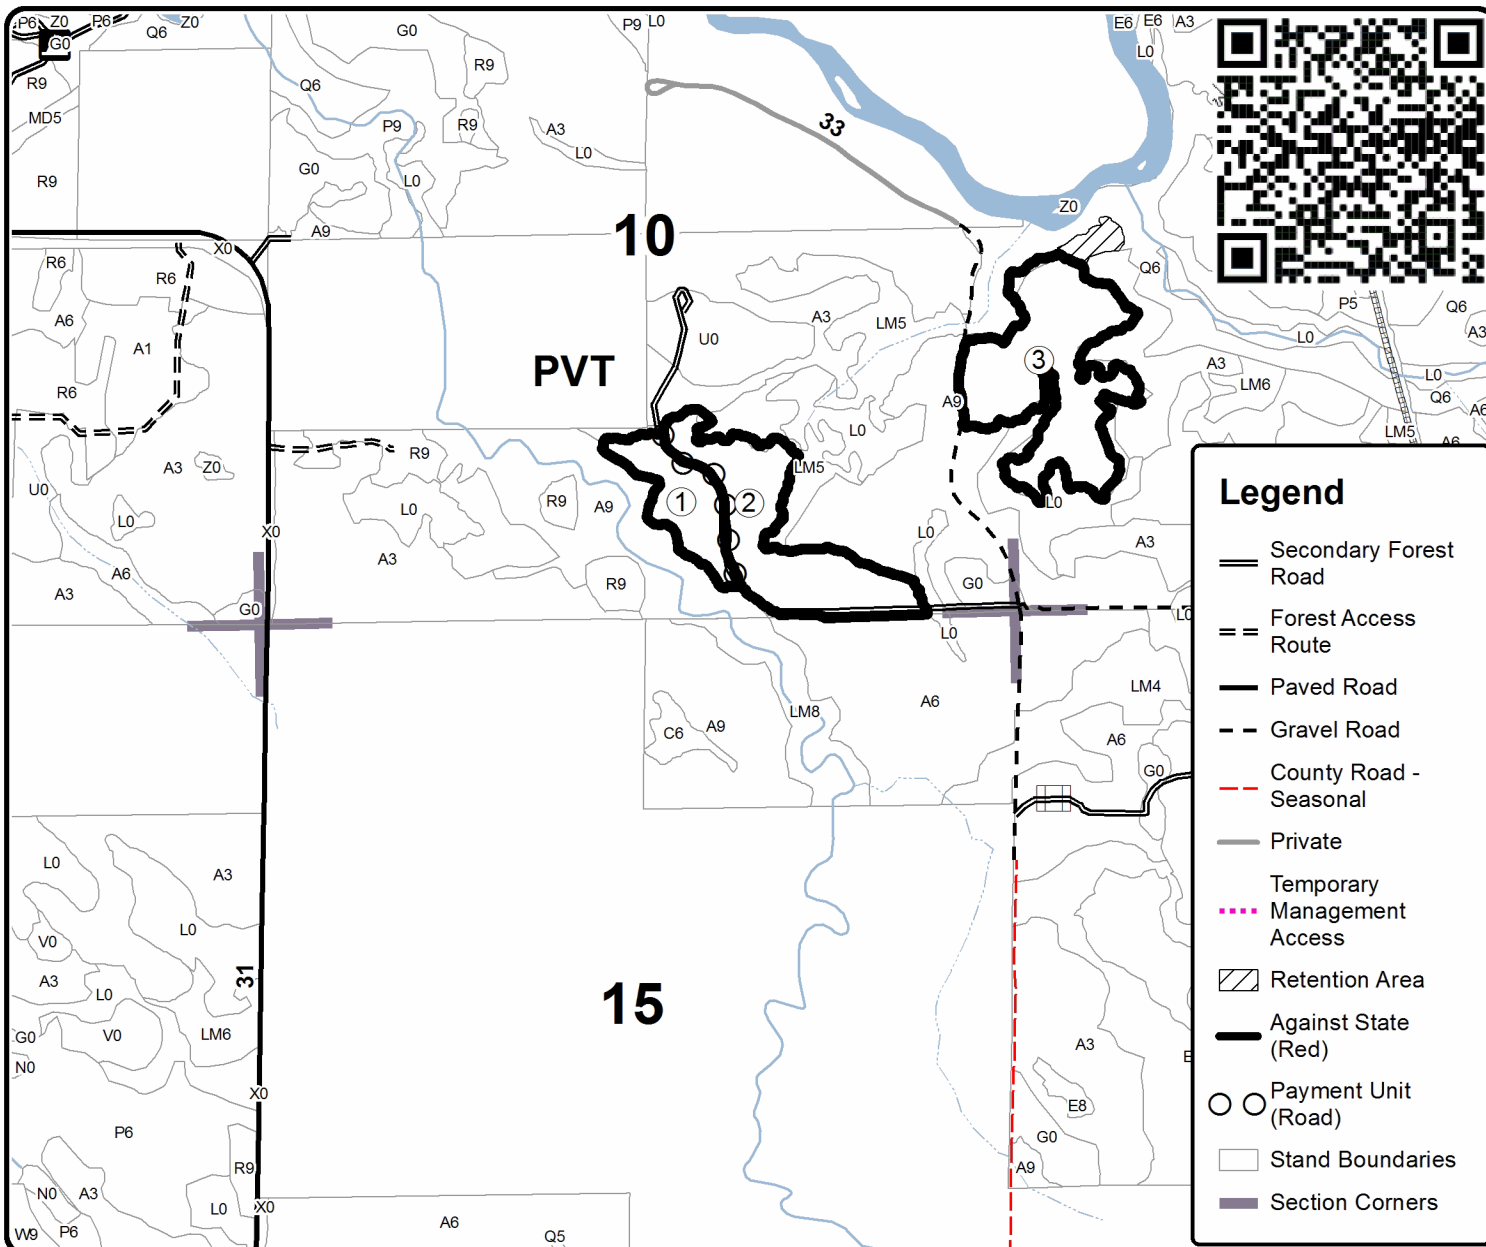 P6 Z0 P6 Q6 Z0 G0 P9 L0 E6 E6 A3
G0
R9 R9 L0
Q6
MD5 P9 R9 A3 33
L0
G0
R9 L0
Z0
A9 10
X0
R6 R6 Q6
P5 Q6
A6 A3 LM5 A3
A1 U0 L0
PVT 3 A3
R6 A9 LM6 L0
Q6 A6
L0 LM5 A6
A3 Z0 R9 LM5
U0 R9 A9 1 2 L0
L0 L0
X0 L0 A3
A6 A3
A3 R9 G0
G0 L0
L0
LM4
LM8 A6
C6 A9 A6
G0
L0 A3
V0 L0
A3 L0 31
G0 V0 LM6 15
N0 A3 E
X0 E8
P6 G0
R9 A9
N0 A3 L0 X0
W9 P6 A6 Q5
Legend
Secondary Forest
Road
Forest Access
Route
Paved Road
Gravel Road
County Road -
Seasonal
Private
Temporary
Management
Access
Retention Area
Against State
(Red)
Payment Unit
(Road)
Stand Boundaries
Section Corners